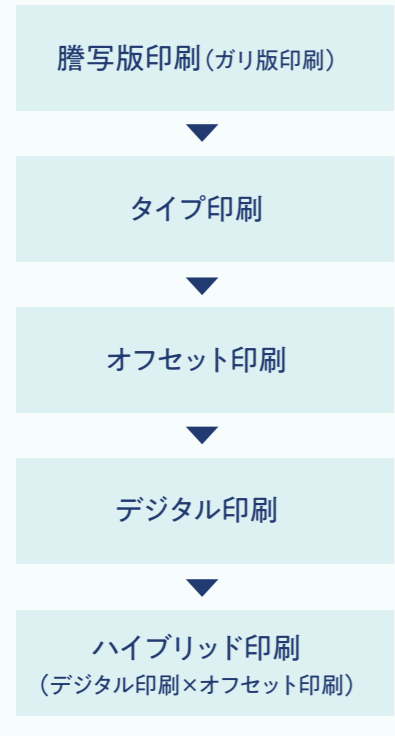 謄写版印刷（ガリ版印刷）
タイプ印刷
オフセット印刷
デジタル印刷
ハイブリッド印刷
（デジタル印刷×オフセット印刷）